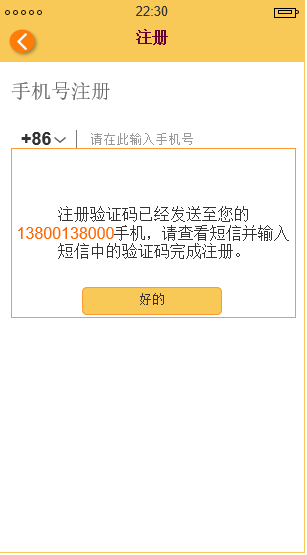 22:30
注册
手机号注册
+86 请在此输入手机号
注册验证码已经发送至您的
13800138000手机，请查看短信并输入
短信中的验证码完成注册。
好的